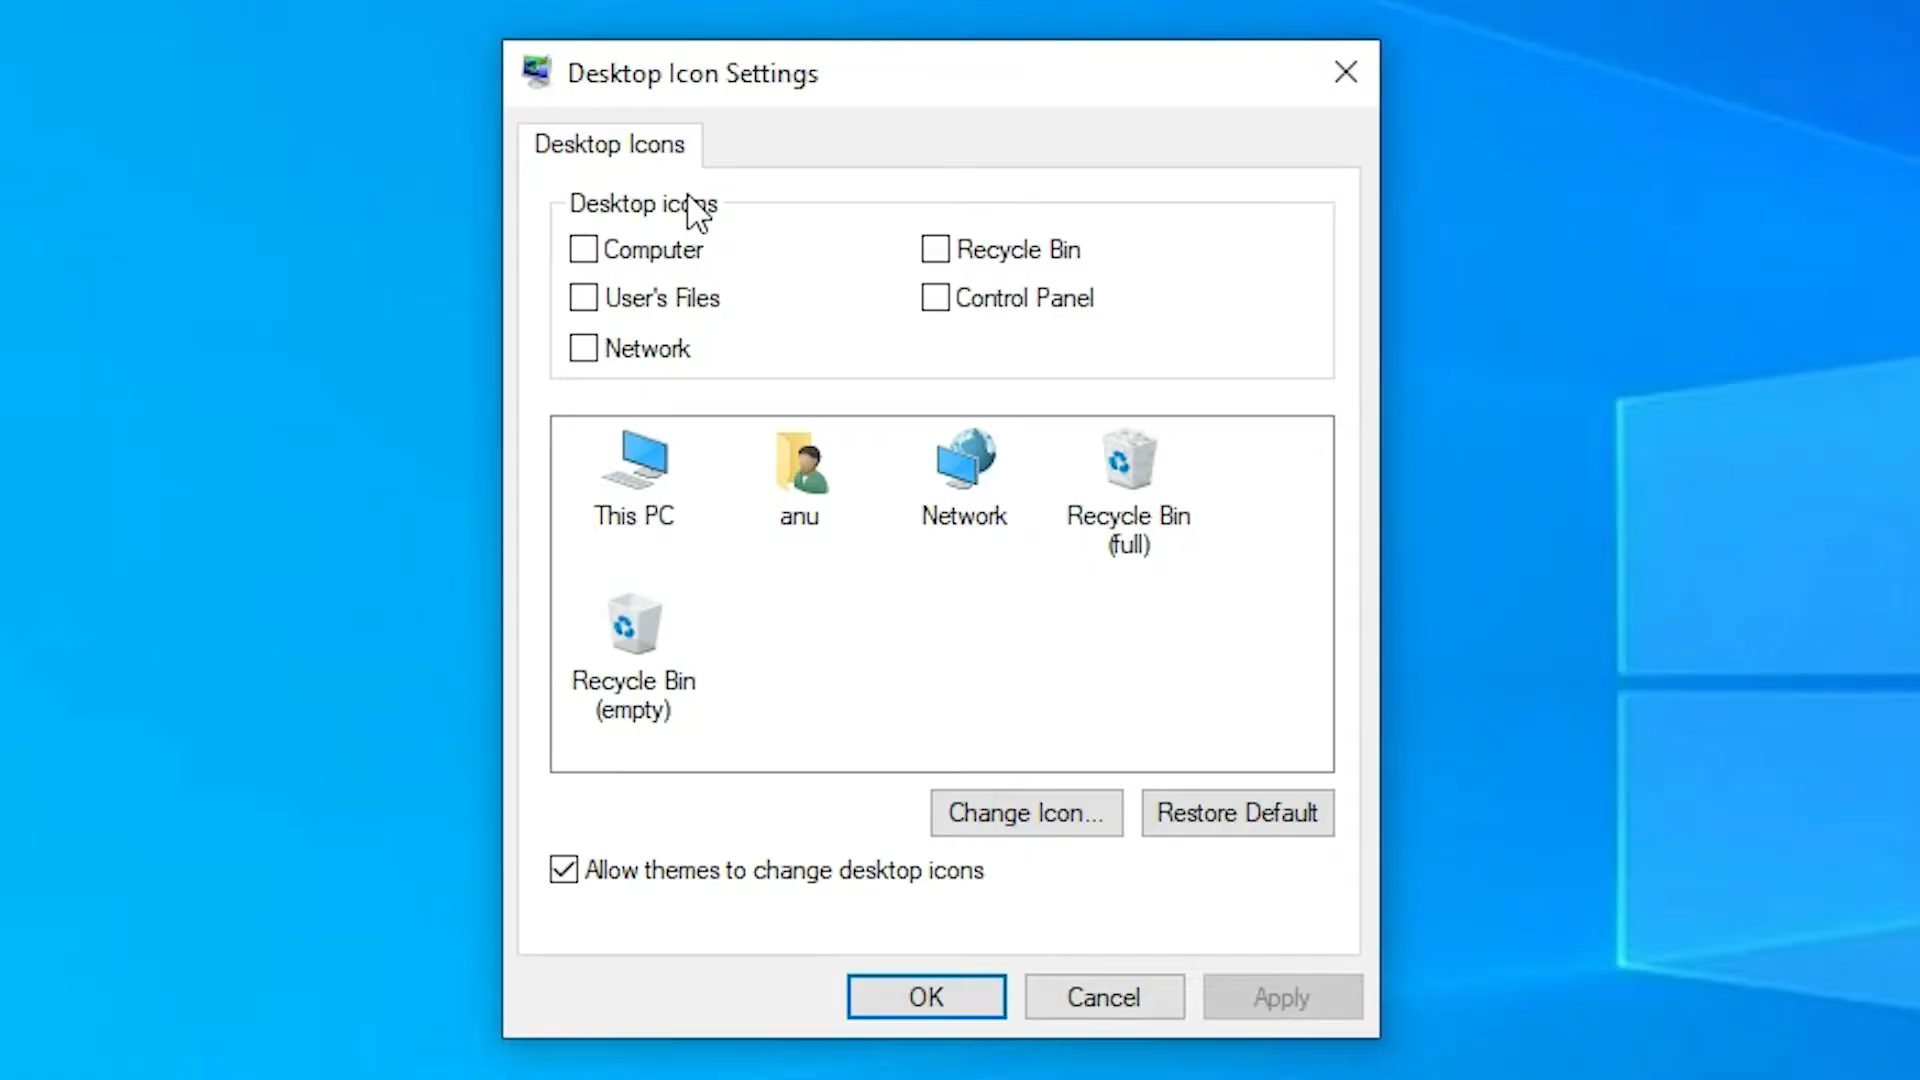 Desktop Icon Settings
Desktop Icons
Desktop icons
Computer
Recycle Bin
User's Files
Control Panel
Network
This PC
anu
Network
Recycle Bin
(full)
Recycle Bin
(empty)
Change Icon...
Restore Default
Allow themes to change desktop icons
OK
Cancel
Apply